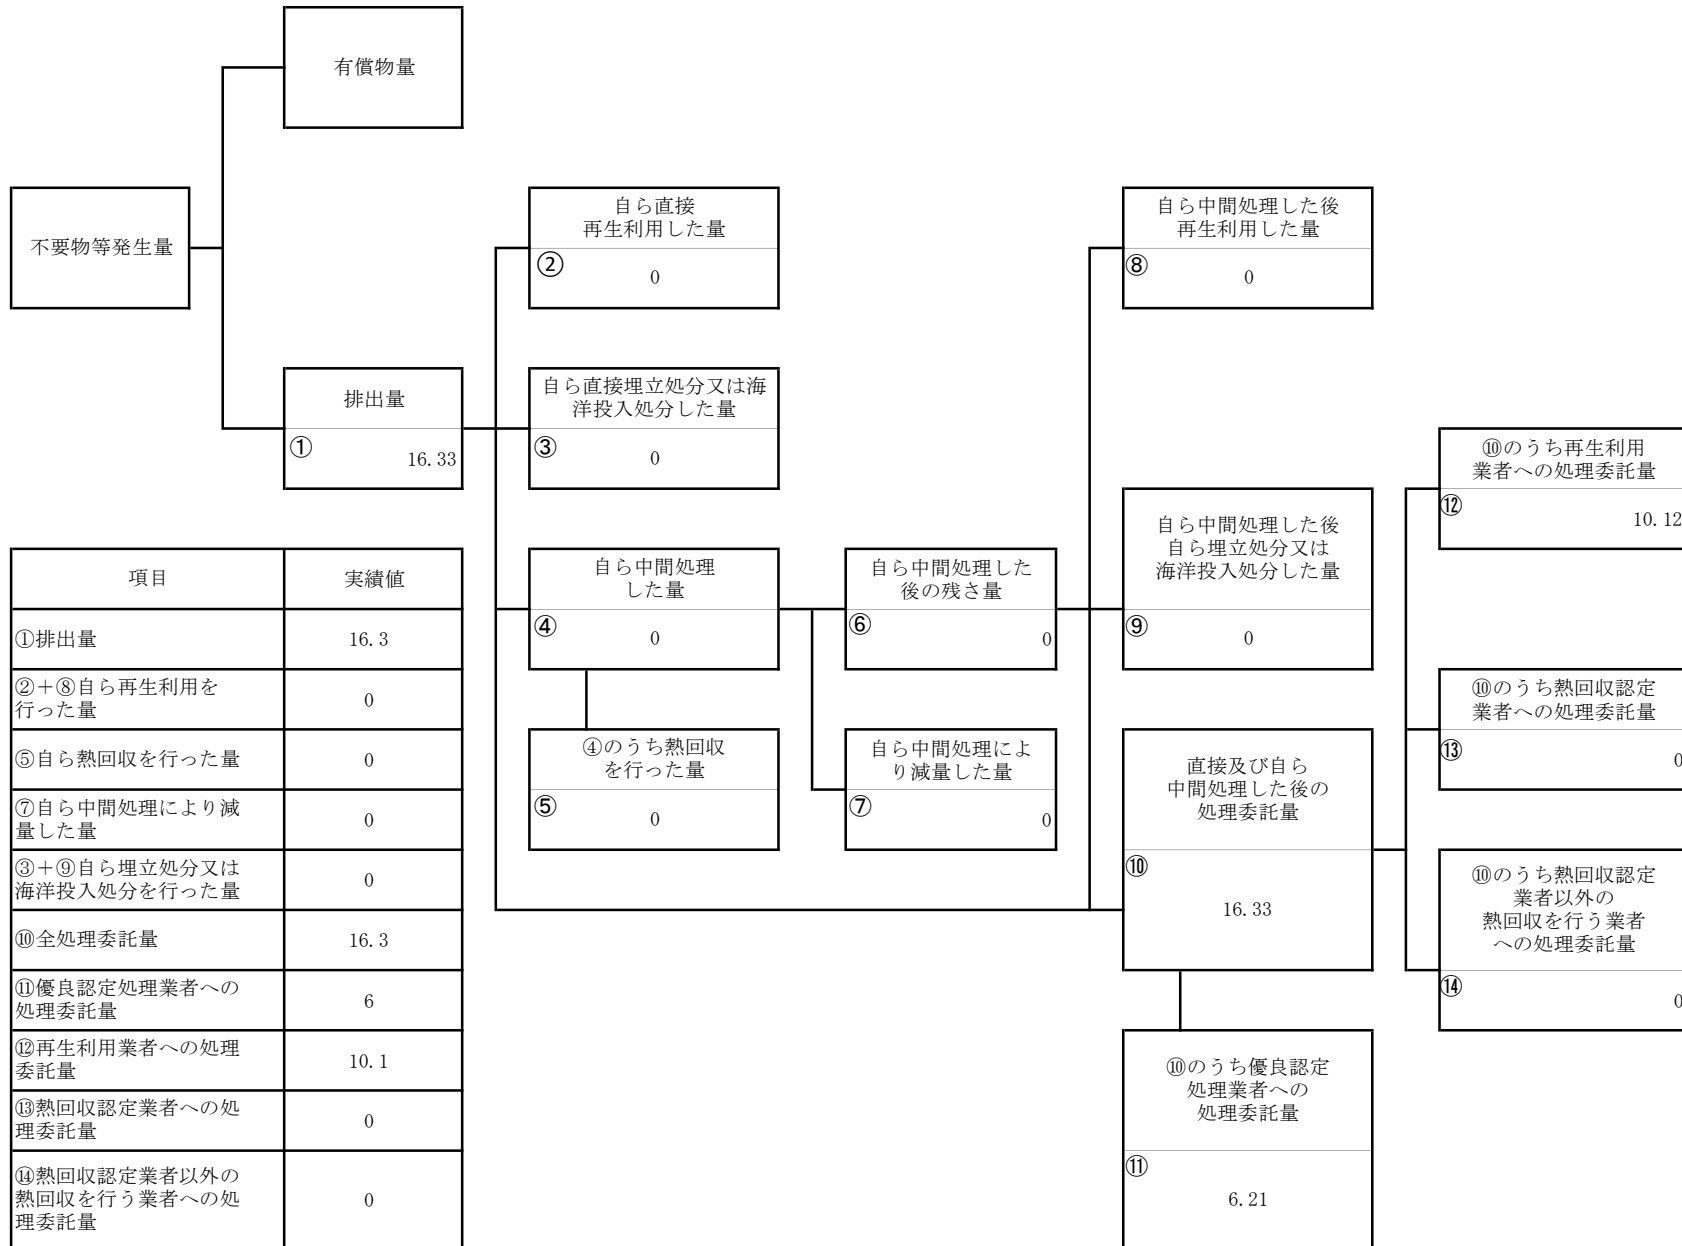 有償物量
不要物等発生量
自ら直接
再生利用した量
②
0
自ら中間処理した後
再生利用した量
⑧
0
排出量
①
16.33
自ら直接埋立処分又は海
洋投入処分した量
③
0
⑩のうち再生利用
業者への処理委託量
⑫
10.12
自ら中間処理
した量
④
0
自ら中間処理した
後の残さ量
⑥
0
自ら中間処理した後
自ら埋立処分又は
海洋投入処分した量
⑨
0
⑩のうち熱回収認定
業者への処理委託量
⑬
0
④のうち熱回収
を行った量
⑤
0
自ら中間処理によ
り減量した量
⑦
0
直接及び自ら
中間処理した後の
処理委託量
⑩
16.33
⑩のうち熱回収認定
業者以外の
熱回収を行う業者
への処理委託量
⑭
0
⑩のうち優良認定
処理業者への
処理委託量
⑪
6.21
項目 実績値
①排出量 16.3
②+⑧自ら再生利用を
行った量 0
⑤自ら熱回収を行った量 0
⑦自ら中間処理により減
量した量 0
③+⑨自ら埋立処分又は
海洋投入処分を行った量 0
⑩全処理委託量 16.3
⑪優良認定処理業者への
処理委託量 6
⑫再生利用業者への処理
委託量 10.1
⑬熱回収認定業者への処
理委託量 0
⑭熱回収認定業者以外の
熱回収を行う業者への処
理委託量 0